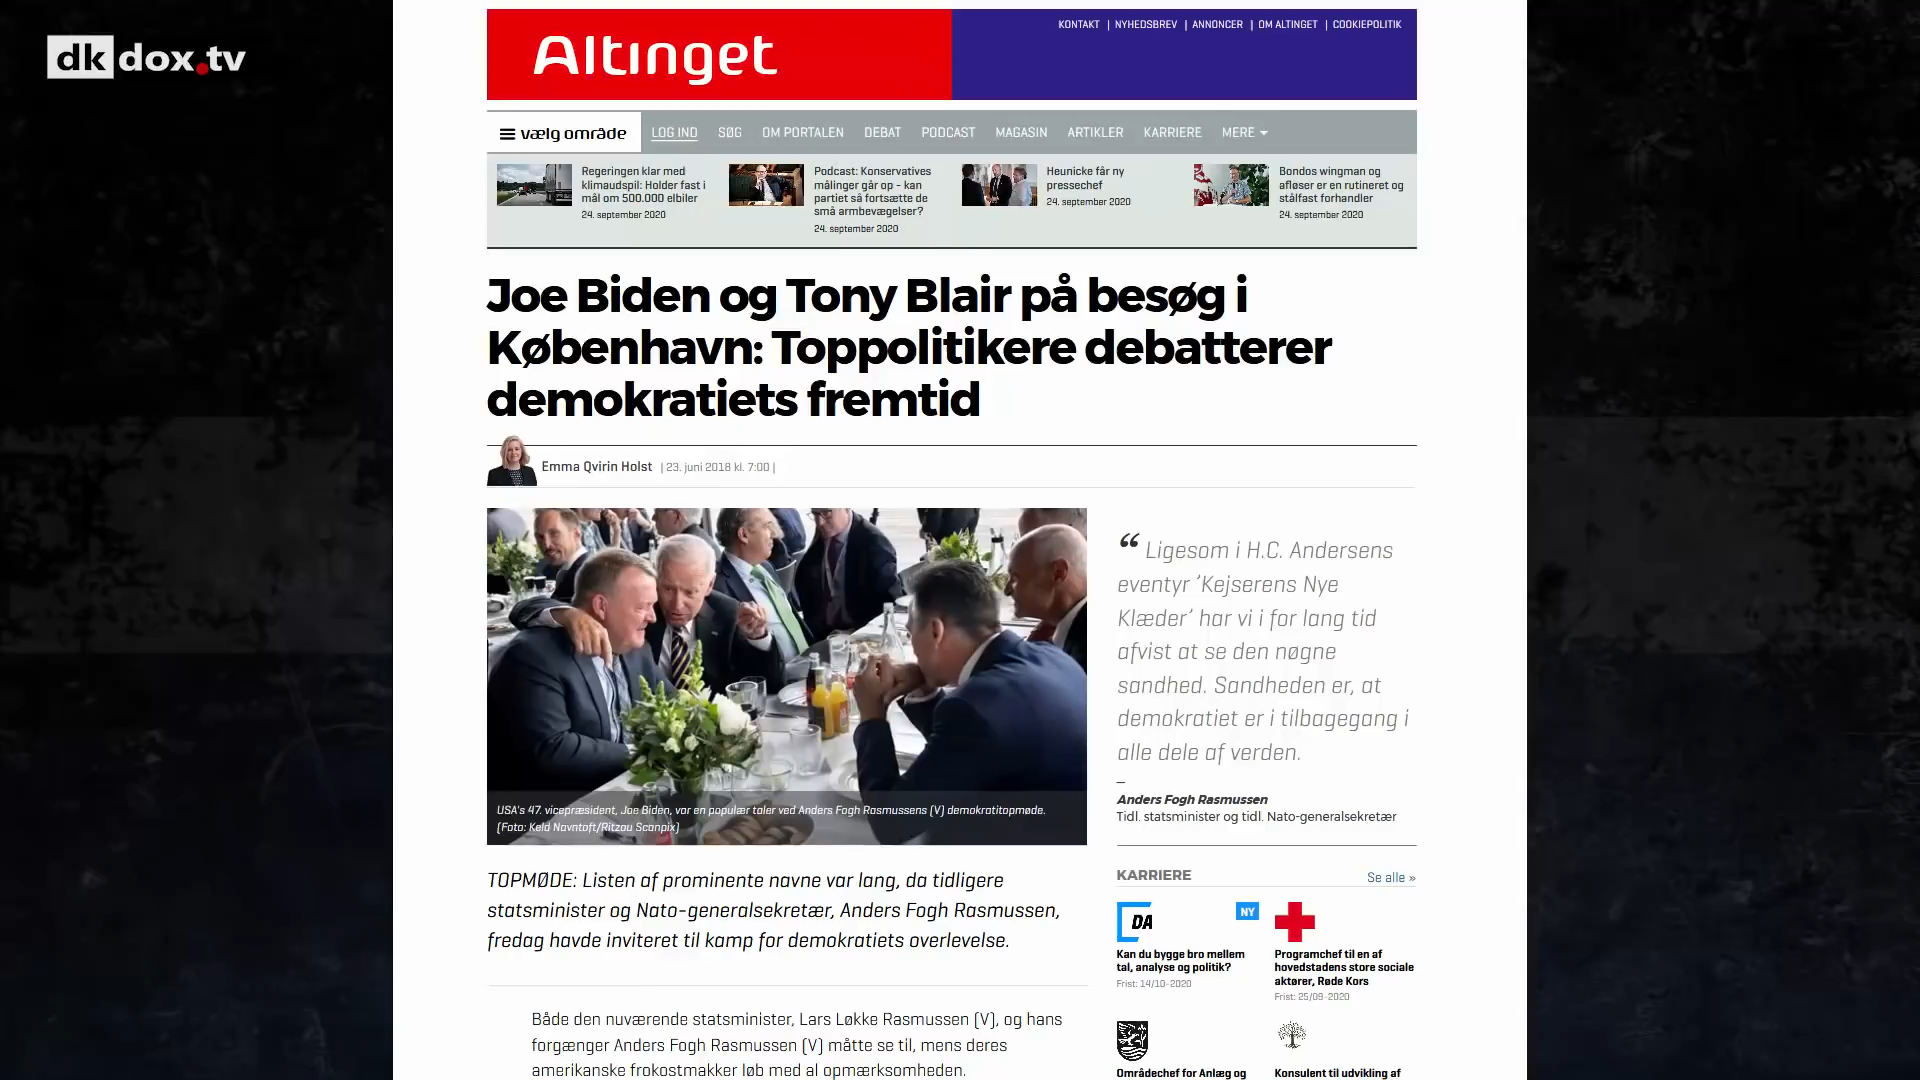 dkdox.tv
Altinget
KONTAKT | NYHEDSBREV | ANNONCER | OM ALTINGET | COOKIEPOLITIK
vælg område
LOG IND SØG OM PORTALEN DEBAT PODCAST MAGASIN ARTIKLER KARRIERE MERE
Regeringen klar med
klimaudspil: Holder fast i
mål om 500.000 elbiler
24. september 2020
Podcast: Konservatives
målinger går op - kan
partiet så fortsætte de
små armbevægelser?
24. september 2020
Heunicke får ny
pressechef
24. september 2020
Bondos wingman og
afløser er en rutineret og
stålfast forhandler
24. september 2020
Joe Biden og Tony Blair på besøg i
København: Toppolitikere debatterer
demokratiets fremtid
Emma Qvirin Holst | 23. juni 2018 kl. 7:00 |
USA's 47. vicepræsident, Joe Biden, var en populær taler ved Anders Fogh Rasmussens (V) demokratitopmøde.
(Foto: Keld Navntoft/Ritzau Scanpix)
“ Ligesom i H.C. Andersens
eventyr ’Kejserens Nye
Klæder’ har vi i for lang tid
afvist at se den nøgne
sandhed. Sandheden er, at
demokratiet er i tilbagegang i
alle dele af verden.
–
Anders Fogh Rasmussen
Tidl. statsminister og tidl. Nato-generalsekretær
TOPMØDE: Listen af prominente navne var lang, da tidligere
statsminister og Nato-generalsekretær, Anders Fogh Rasmussen,
fredag havde inviteret til kamp for demokratiets overlevelse.
Både den nuværende statsminister, Lars Løkke Rasmussen (V), og hans
forgænger Anders Fogh Rasmussen (V) måtte se til, mens deres
amerikanske frokostmakker løb med al opmærksomheden.
KARRIERE Se alle »
DA NY
Kan du bygge bro mellem
tal, analyse og politik?
Frist: 14/10-2020
Programchef til en af
hovedstadens store sociale
aktører, Røde Kors
Frist: 25/09-2020
Områdechef for Anlæg og
Konsulent til udvikling af